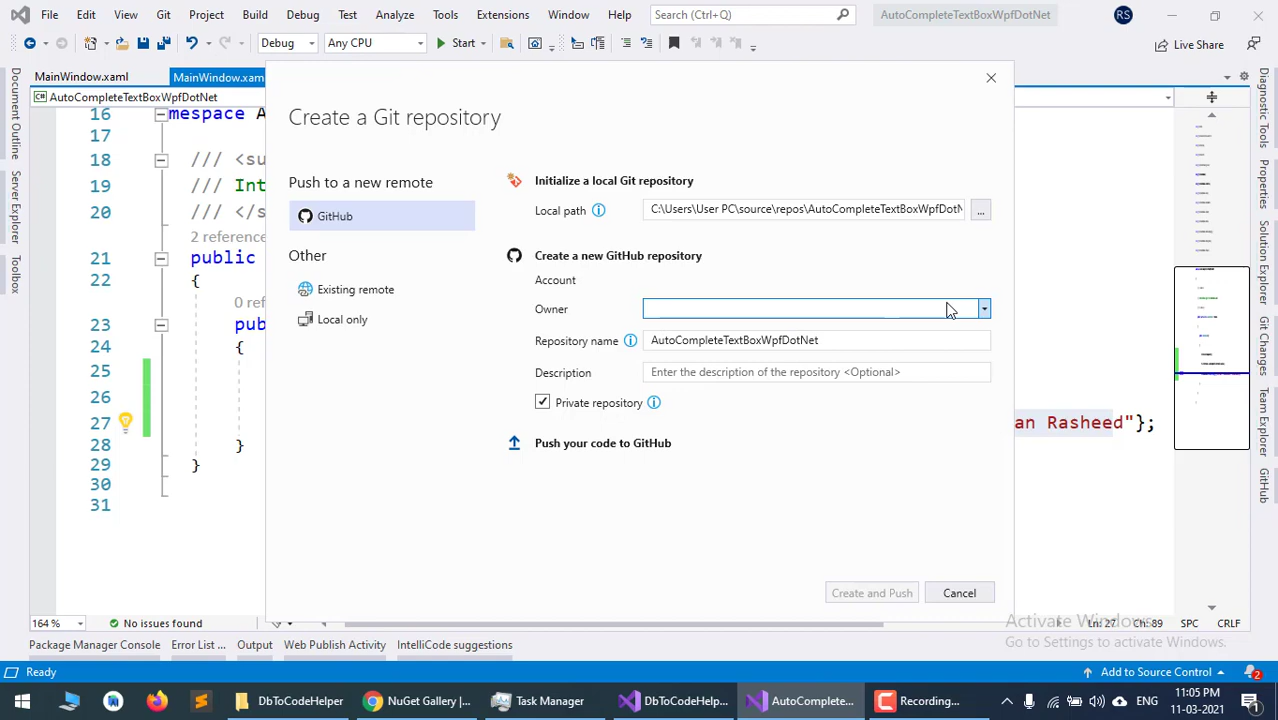 File Edit View Git Project Build Debug Test Analyze Tools Extensions Window Help Search (Ctrl+Q) AutoCompleteTextBoxWpfDotNet RS
Debug Any CPU Start Live Share
MainWindow.xaml MainWindow.xam
AutoCompleteTextBoxWpfDotNet
Document Outline
Server Explorer
Toolbox
16 mespace A
17
18 /// <su
19 /// Int
20 /// </s
2 reference
21 public
22 {
0 ref
23 pub
24 {
25
26
27 an Rasheed"};
28 }
29 }
30
31
Create a Git repository
Push to a new remote
GitHub
Other
Existing remote
Local only
Initialize a local Git repository
Local path C:\Users\User PC\source\repos\AutoCompleteTextBoxWpfDotN ...
Create a new GitHub repository
Account
Owner
Repository name AutoCompleteTextBoxWpfDotNet
Description Enter the description of the repository <Optional>
Private repository
Push your code to GitHub
Create and Push Cancel
Diagnostic Tools
Properties
Solution Explorer
Git Changes
Team Explorer
GitHub
Activate Windows
Go to Settings to activate Windows.
164 % No issues found Ln: 27 Ch: 89 SPC CRLF
Package Manager Console Error List ... Output Web Publish Activity IntelliCode suggestions
Ready Add to Source Control 2
DbToCodeHelper NuGet Gallery |... Task Manager DbToCodeHelp... AutoComplete... Recording... ENG 11:05 PM
11-03-2021 1